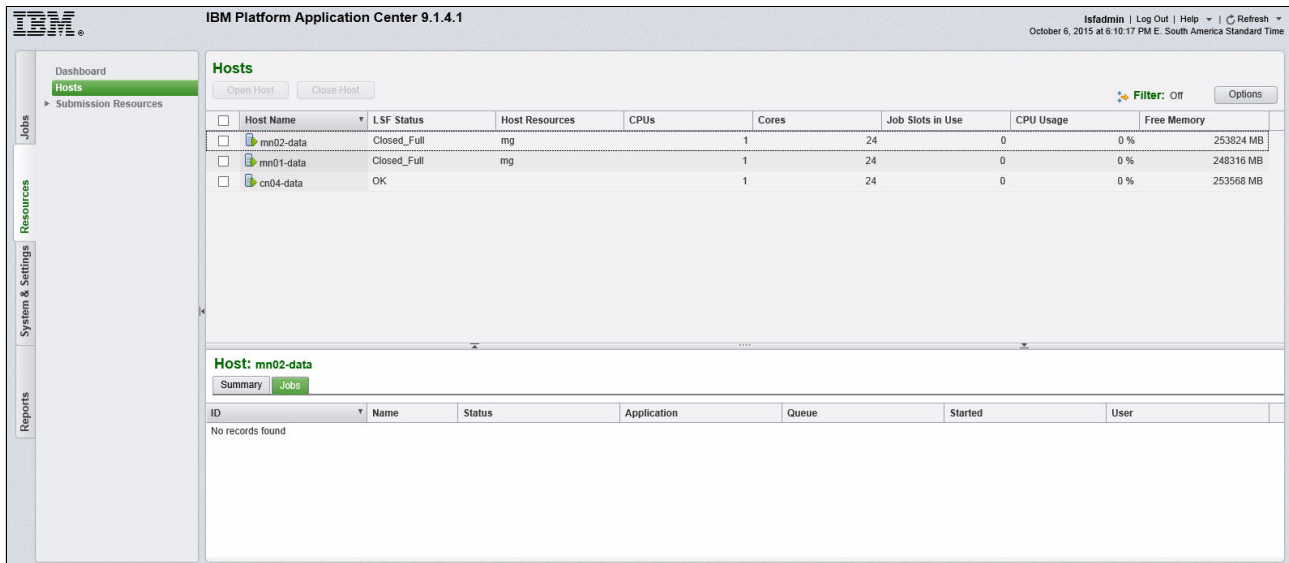 IBM®
IBM Platform Application Center 9.1.4.1
lsfadmin | Log Out | Help | Refresh
October 6, 2015 at 6:10:17 PM E. South America Standard Time
Jobs
Resources
System & Settings
Reports
Dashboard
Hosts
Submission Resources
Hosts
Open Host Close Host
Filter: Off Options
Host Name LSF Status Host Resources CPUs Cores Job Slots in Use CPU Usage Free Memory
mn02-data Closed_Full mg 1 24 0 0 % 253824 MB
mn01-data Closed_Full mg 1 24 0 0 % 248316 MB
cn04-data OK 1 24 0 0 % 253568 MB
Host: mn02-data
Summary Jobs
ID Name Status Application Queue Started User
No records found